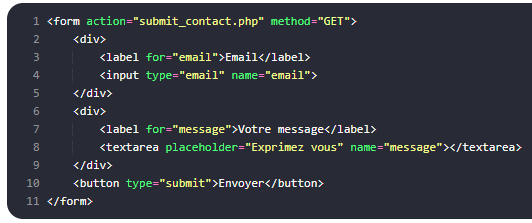 1 <form action="submit_contact.php" method="GET">
2     <div>
3         <label for="email">Email</label>
4         <input type="email" name="email">
5     </div>
6     <div>
7         <label for="message">Votre message</label>
8         <textarea placeholder="Exprimez vous" name="message"></textarea>
9     </div>
10     <button type="submit">Envoyer</button>
11 </form>